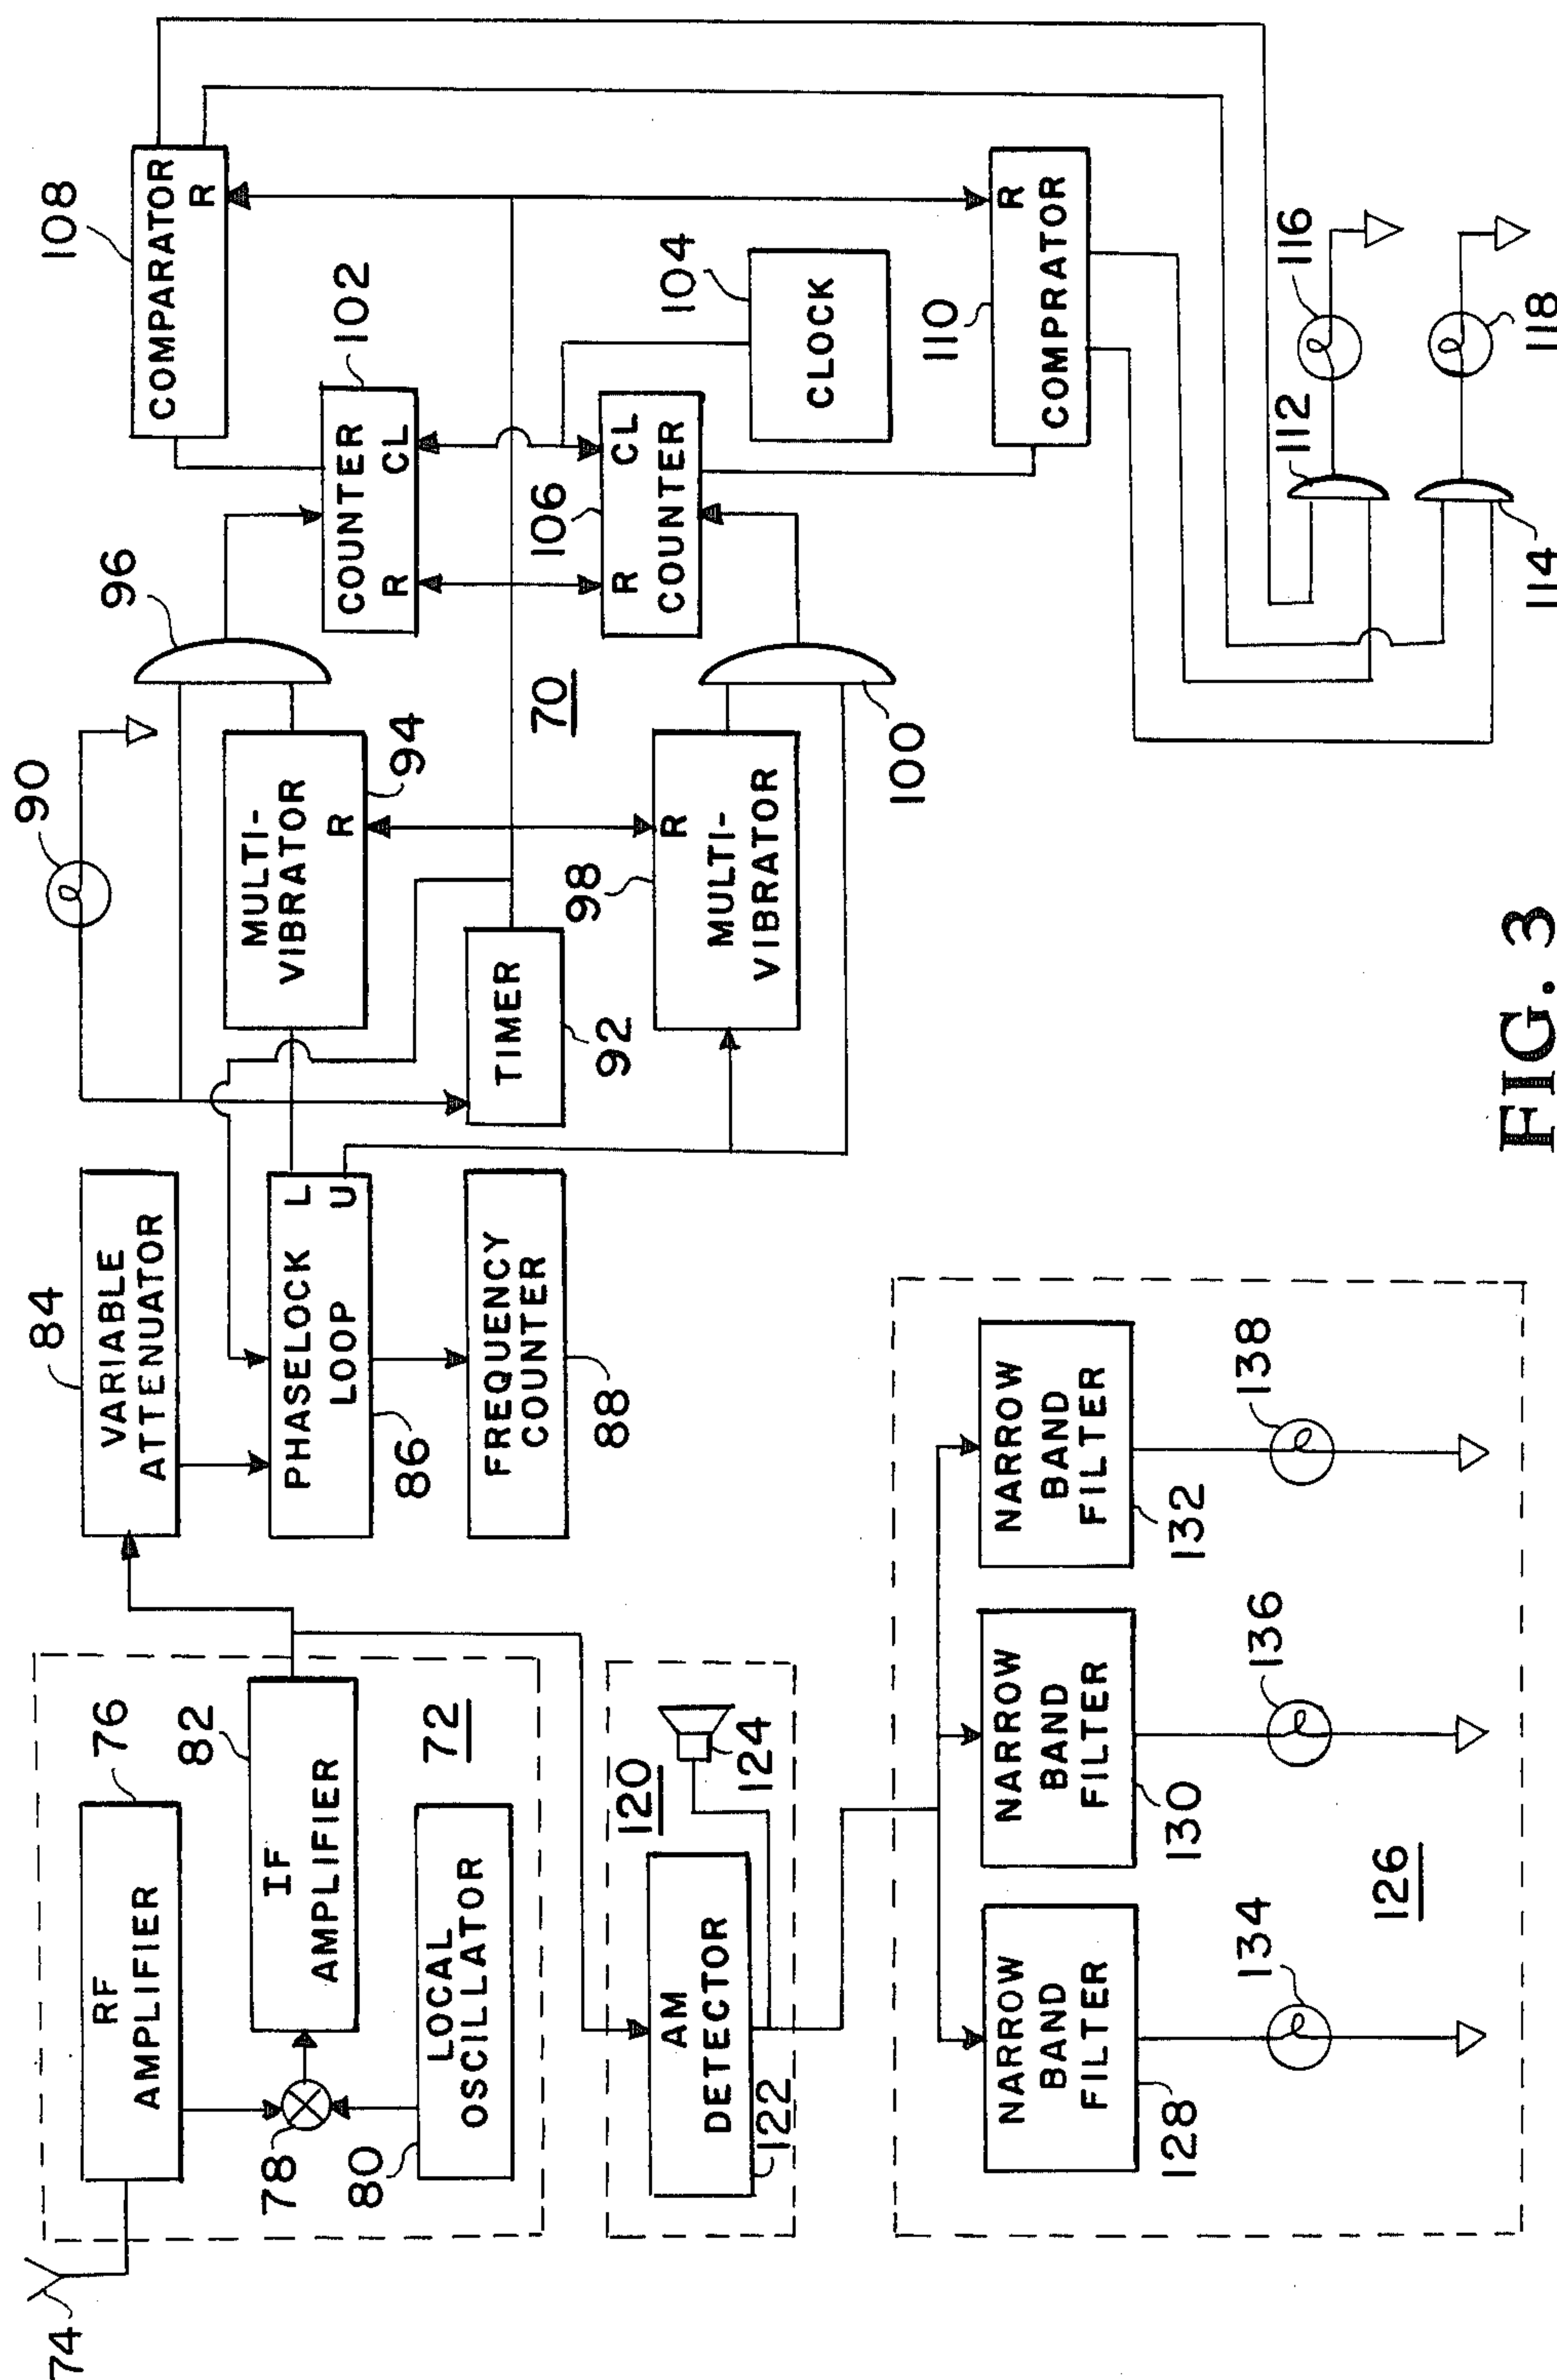 74
RF
AMPLIFIER
76
78
80
LOCAL
OSCILLATOR
IF
AMPLIFIER
82
72
VARIABLE
ATTENUATOR
84
PHASELOCK L
LOOP U
86
FREQUENCY
COUNTER
88
90
TIMER
92
MULTI-
VIBRATOR
R
94
96
MULTI-
VIBRATOR
R
98
100
70
COUNTER
R CL
102
CLOCK
104
R CL
COUNTER
106
COMPARATOR
R
108
R
COMPRATOR
110
112
114
116
118
120
AM
DETECTOR
122
124
126
NARROW
BAND
FILTER
128
NARROW
BAND
FILTER
130
NARROW
BAND
FILTER
132
134
136
138
FIG. 3